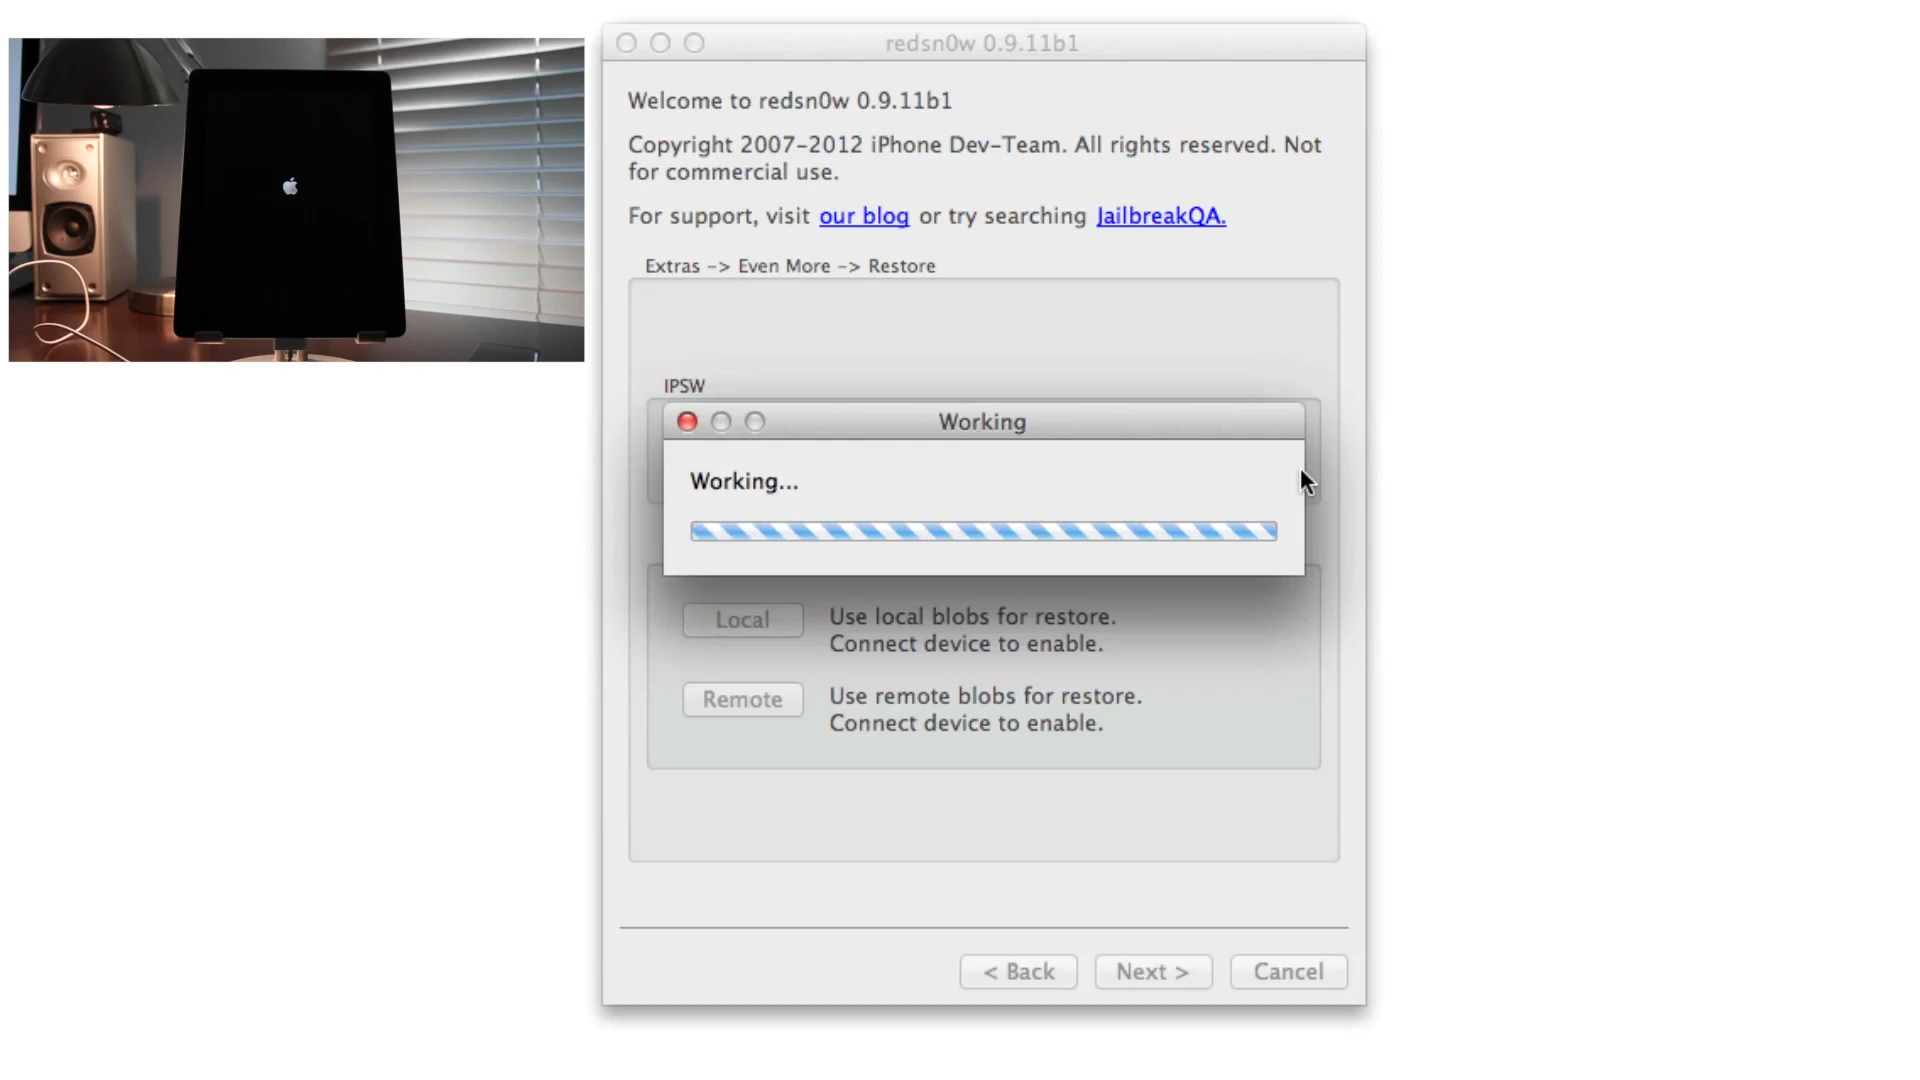 redsn0w 0.9.11b1
Welcome to redsn0w 0.9.11b1
Copyright 2007-2012 iPhone Dev-Team. All rights reserved. Not
for commercial use.
For support, visit our blog or try searching JailbreakQA.
Extras -> Even More -> Restore
IPSW
Working
Working...
Local
Use local blobs for restore.
Connect device to enable.
Remote
Use remote blobs for restore.
Connect device to enable.
< Back
Next >
Cancel